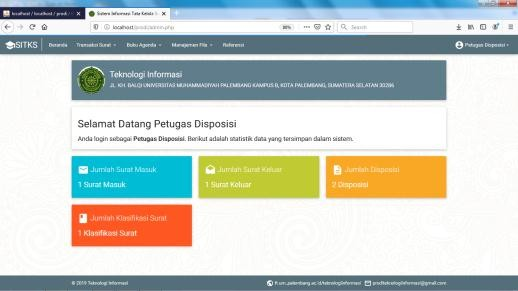 localhost / localhost / prodi /
Sistem Informasi Tata Kelola S
localhost/prodi/admin.php
80%
SITKS
Beranda
Transaksi Surat
Buku Agenda
Manajemen File
Referensi
Petugas Disposisi
Teknologi Informasi
JL. KH. BALQI UNIVERSITAS MUHAMMADIYAH PALEMBANG KAMPUS B, KOTA PALEMBANG, SUMATERA SELATAN 30286
Selamat Datang Petugas Disposisi
Anda login sebagai Petugas Disposisi. Berikut adalah statistik data yang tersimpan dalam sistem.
Jumlah Surat Masuk
1 Surat Masuk
Jumlah Surat Keluar
1 Surat Keluar
Jumlah Disposisi
2 Disposisi
Jumlah Klasifikasi Surat
1 Klasifikasi Surat
© 2019 Teknologi Informasi
ft.um.palembang.ac.id/teknologiinformasi
proditeknologiinformasi@gmail.com